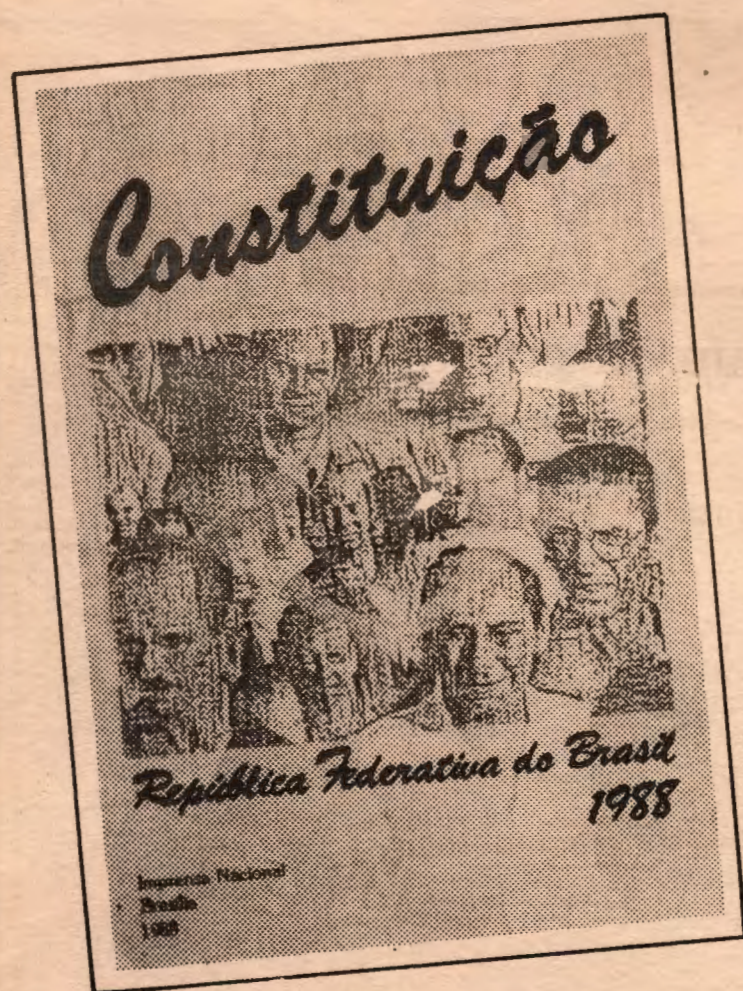 Constituição
República Federativa do Brasil
1988
Imprensa Nacional
Brasília
1988